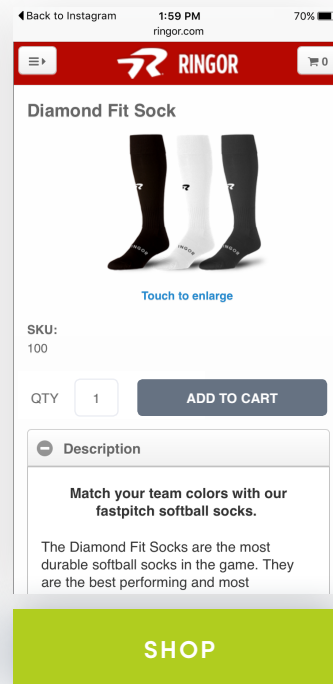 Back to Instagram 1:59 PM 70%
ringor.com
RINGOR 0
Diamond Fit Sock
RINGOR RINGOR
Touch to enlarge
SKU:
100
QTY 1 ADD TO CART
Description
Match your team colors with our
fastpitch softball socks.
The Diamond Fit Socks are the most
durable softball socks in the game. They
are the best performing and most
SHOP